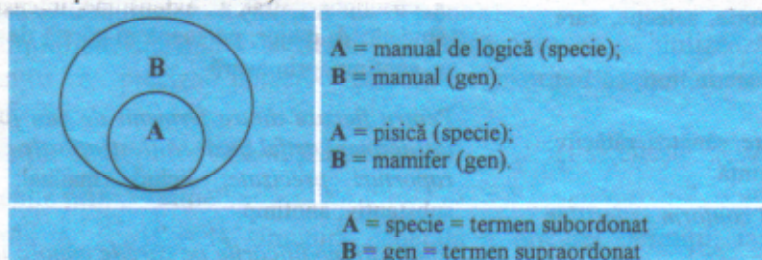 B
A
A = manual de logică (specie);
B = manual (gen).
A = pisică (specie);
B = mamifer (gen).
A = specie = termen subordonat
B = gen = termen supraordonat